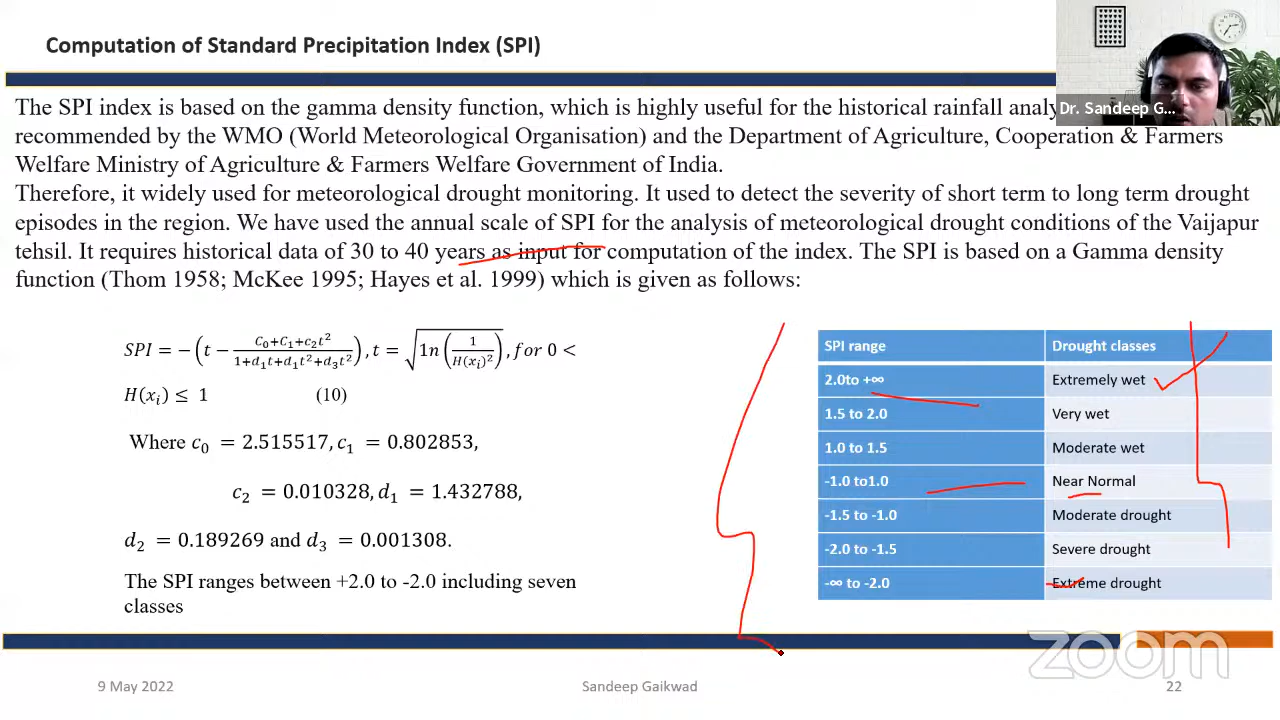 Computation of Standard Precipitation Index (SPI)
Dr. Sandeep G...
The SPI index is based on the gamma density function, which is highly useful for the historical rainfall
recommended by the WMO (World Meteorological Organisation) and the Department of Agriculture, Cooperation & Farmers
Welfare Ministry of Agriculture & Farmers Welfare Government of India.
Therefore, it widely used for meteorological drought monitoring. It used to detect the severity of short term to long term drought
episodes in the region. We have used the annual scale of SPI for the analysis of meteorological drought conditions of the Vaijapur
tehsil. It requires historical data of 30 to 40 years as input for computation of the index. The SPI is based on a Gamma density
function (Thom 1958; McKee 1995; Hayes et al. 1999) which is given as follows:
SPI = −(t − (C₀+C₁+c₂t²)/(1+d₁t+d₁t²+d₃t²)), t = √(1n(1/H(xᵢ)²)), for 0 <
H(xᵢ) ≤ 1 (10)
Where c₀ = 2.515517, c₁ = 0.802853,
c₂ = 0.010328, d₁ = 1.432788,
d₂ = 0.189269 and d₃ = 0.001308.
The SPI ranges between +2.0 to -2.0 including seven
classes
SPI range Drought classes
2.0to +∞ Extremely wet
1.5 to 2.0 Very wet
1.0 to 1.5 Moderate wet
-1.0 to1.0 Near Normal
-1.5 to -1.0 Moderate drought
-2.0 to -1.5 Severe drought
-∞ to -2.0 Extreme drought
zoom
9 May 2022 Sandeep Gaikwad 22